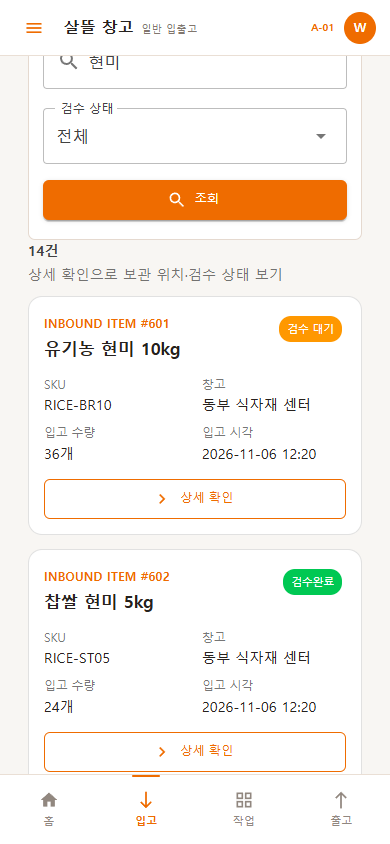 살뜰 창고 일반 입출고 A-01 W
현미
검수 상태
전체
조회
14건
상세 확인으로 보관 위치·검수 상태 보기
INBOUND ITEM #601 검수 대기
유기농 현미 10kg
SKU 창고
RICE-BR10 동부 식자재 센터
입고 수량 입고 시각
36개 2026-11-06 12:20
상세 확인
INBOUND ITEM #602 검수완료
찹쌀 현미 5kg
SKU 창고
RICE-ST05 동부 식자재 센터
입고 수량 입고 시각
24개 2026-11-06 12:20
상세 확인
홈 입고 작업 출고